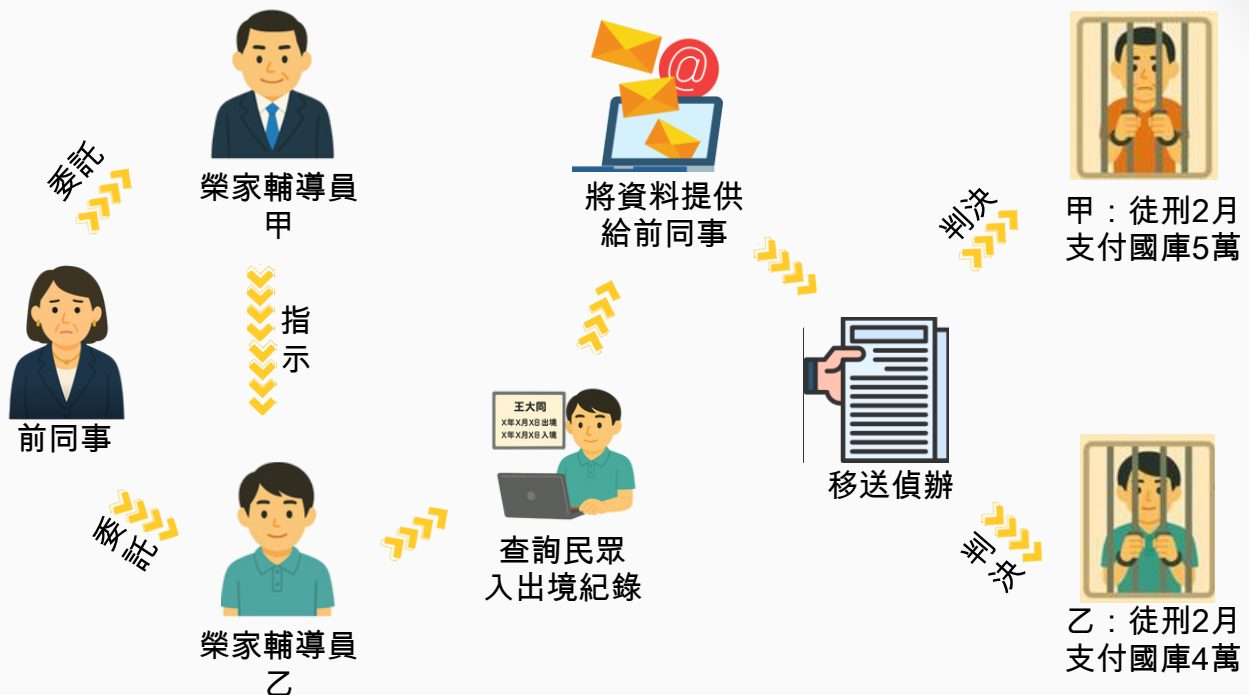 委託
榮家輔導員
甲
指示
前同事
委託
榮家輔導員
乙
王大同
X年X月X日出境
X年X月X日入境
查詢民眾
入出境紀錄
@
將資料提供
給前同事
移送偵辦
判決
甲：徒刑2月
支付國庫5萬
判決
乙：徒刑2月
支付國庫4萬